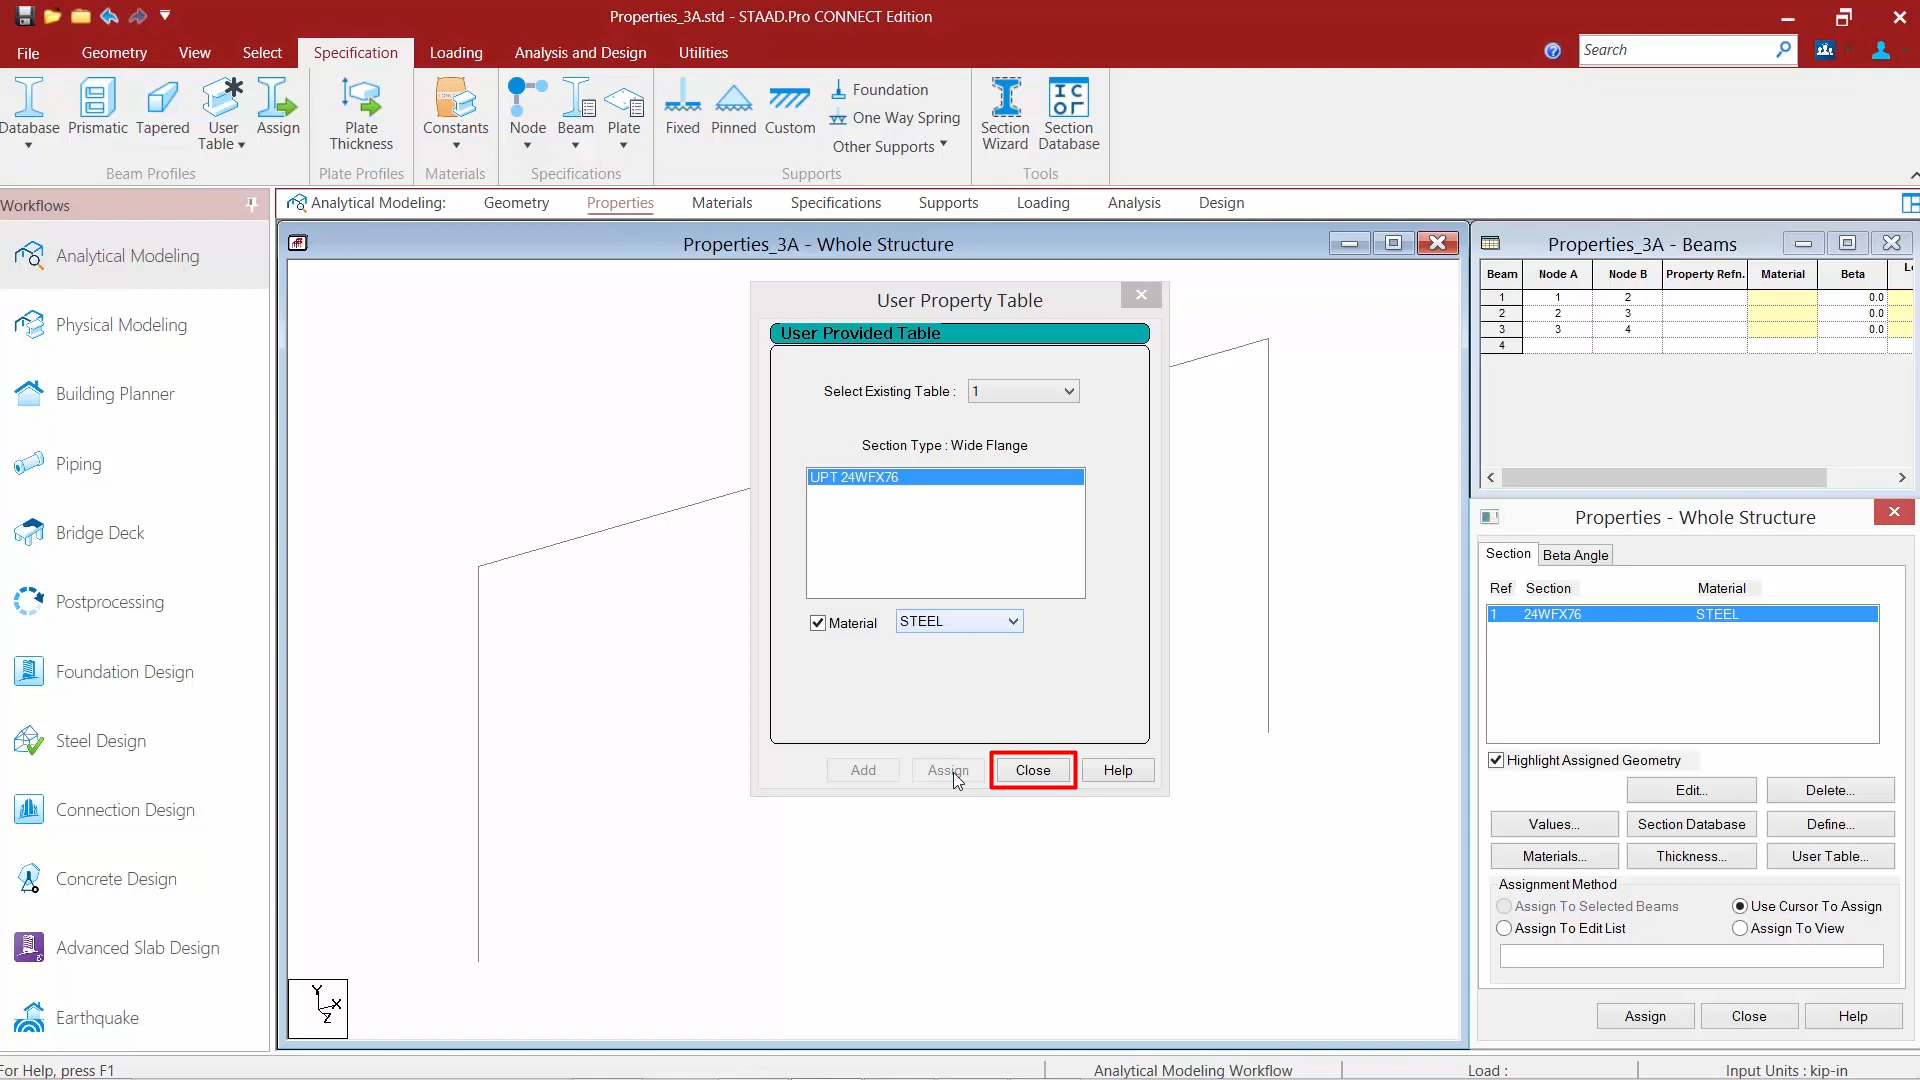 Properties_3A.std - STAAD.Pro CONNECT Edition
File Geometry View Select Specification Loading Analysis and Design Utilities
Search
Database
Prismatic
Tapered
User Table
Assign
Beam Profiles
Plate Thickness
Plate Profiles
Constants
Materials
Node
Beam
Plate
Specifications
Fixed
Pinned
Custom
Foundation
One Way Spring
Other Supports
Supports
Section Wizard
Section Database
Tools
Workflows
Analytical Modeling
Physical Modeling
Building Planner
Piping
Bridge Deck
Postprocessing
Foundation Design
Steel Design
Connection Design
Concrete Design
Advanced Slab Design
Earthquake
Analytical Modeling: Geometry Properties Materials Specifications Supports Loading Analysis Design
Properties_3A - Whole Structure
User Property Table
User Provided Table
Select Existing Table : 1
Section Type : Wide Flange
UPT 24WFX76
Material STEEL
Add Assign Close Help
Y
X
Z
Properties_3A - Beams
Beam Node A Node B Property Refn. Material Beta
1 1 2 0.0
2 2 3 0.0
3 3 4 0.0
4
Properties - Whole Structure
Section Beta Angle
Ref Section Material
1 24WFX76 STEEL
Highlight Assigned Geometry
Edit... Delete...
Values... Section Database Define...
Materials... Thickness... User Table...
Assignment Method
Assign To Selected Beams Use Cursor To Assign
Assign To Edit List Assign To View
Assign Close Help
For Help, press F1
Analytical Modeling Workflow
Load :
Input Units : kip-in